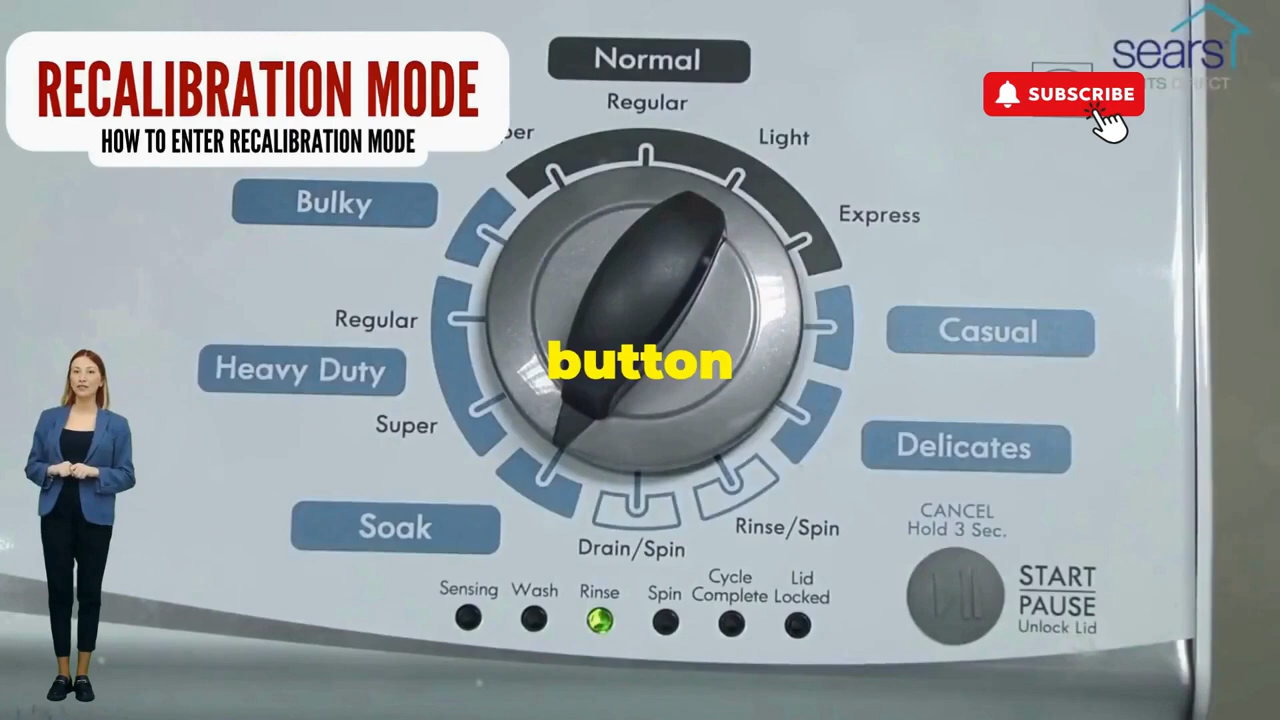 RECALIBRATION MODE
HOW TO ENTER RECALIBRATION MODE
sears
DIRECT
SUBSCRIBE
Normal
Regular
Light
Express
Bulky
Regular
Heavy Duty
Super
Soak
Casual
Delicates
button
Rinse/Spin
Drain/Spin
CANCEL
Hold 3 Sec.
START
PAUSE
Unlock Lid
Sensing
Wash
Rinse
Spin
Cycle
Complete
Lid
Locked